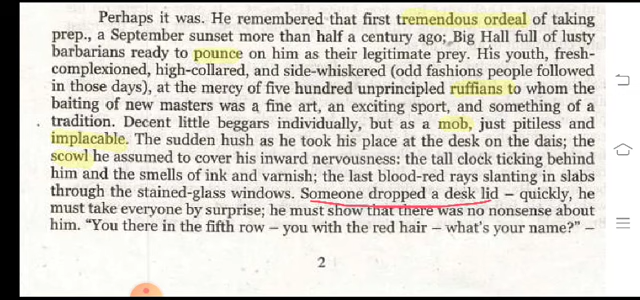 Perhaps it was. He remembered that first tremendous ordeal of taking
prep., a September sunset more than half a century ago; Big Hall full of lusty
barbarians ready to pounce on him as their legitimate prey. His youth, fresh-
complexioned, high-collared, and side-whiskered (odd fashions people followed
in those days), at the mercy of five hundred unprincipled ruffians to whom the
baiting of new masters was a fine art, an exciting sport, and something of a
tradition. Decent little beggars individually, but as a mob, just pitiless and
implacable. The sudden hush as he took his place at the desk on the dais; the
scowl he assumed to cover his inward nervousness: the tall clock ticking behind
him and the smells of ink and varnish; the last blood-red rays slanting in slabs
through the stained-glass windows. Someone dropped a desk lid – quickly, he
must take everyone by surprise; he must show that there was no nonsense about
him. “You there in the fifth row – you with the red hair – what's your name?” –
2